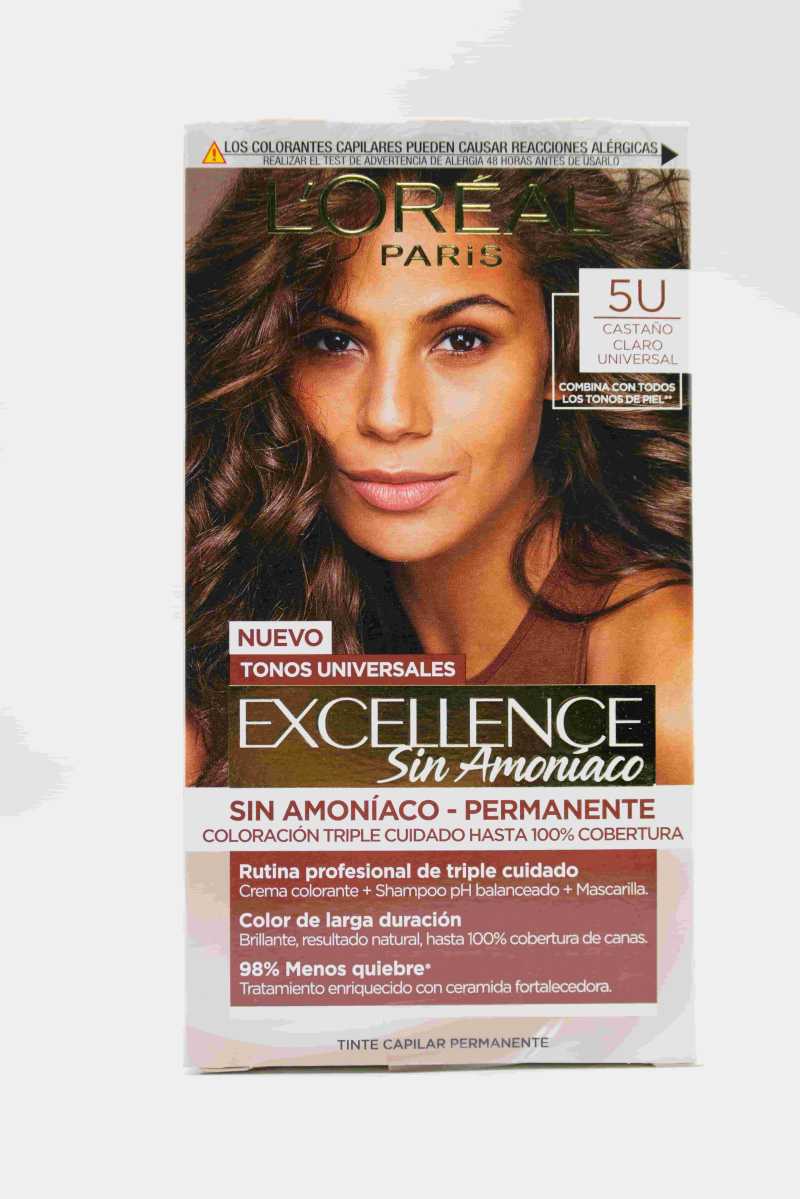 LOS COLORANTES CAPILARES PUEDEN CAUSAR REACCIONES ALÉRGICAS
REALIZAR EL TEST DE ADVERTENCIA DE ALERGIA 48 HORAS ANTES DE USARLO
L'ORÉAL
PARIS
5U
CASTAÑO
CLARO
UNIVERSAL
COMBINA CON TODOS
LOS TONOS DE PIEL**
NUEVO
TONOS UNIVERSALES
EXCELLENCE
Sin Amoníaco
SIN AMONÍACO - PERMANENTE
COLORACIÓN TRIPLE CUIDADO HASTA 100% COBERTURA
Rutina profesional de triple cuidado
Crema colorante + Shampoo pH balanceado + Mascarilla.
Color de larga duración
Brillante, resultado natural, hasta 100% cobertura de canas.
98% Menos quiebre*
Tratamiento enriquecido con ceramida fortalecedora.
TINTE CAPILAR PERMANENTE